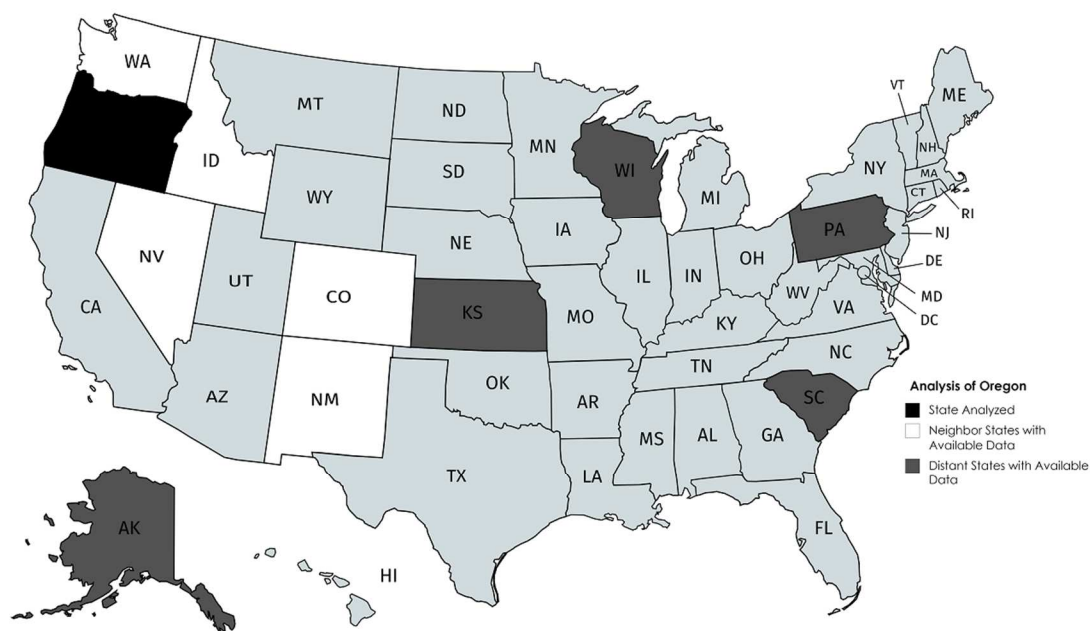 WA
MT
ND
MN
ID
SD
WI
WY
NE
IA
MI
NY
VT
ME
NH
MA
CT
RI
NV
UT
CO
KS
MO
IL
IN
OH
PA
NJ
DE
MD
DC
WV
VA
CA
KY
AZ
NM
OK
AR
TN
NC
SC
TX
LA
MS
AL
GA
FL
AK
HI
Analysis of Oregon
State Analyzed
Neighbor States with
Available Data
Distant States with Available
Data